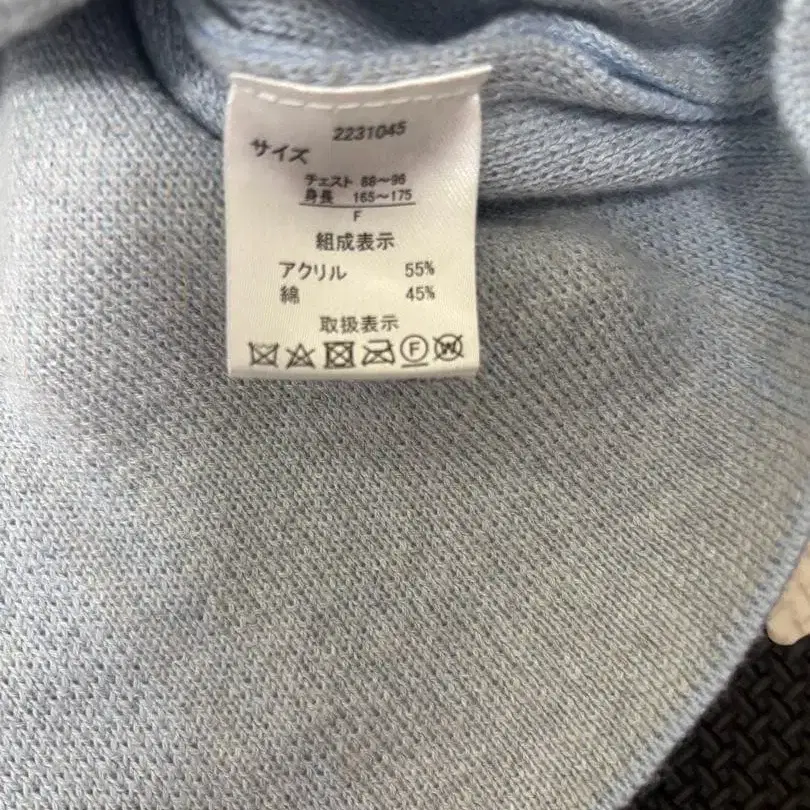 2231045
サイズ
チェスト 88～96
身長 165～175
F
組成表示
アクリル 55%
綿 45%
取扱表示
F W